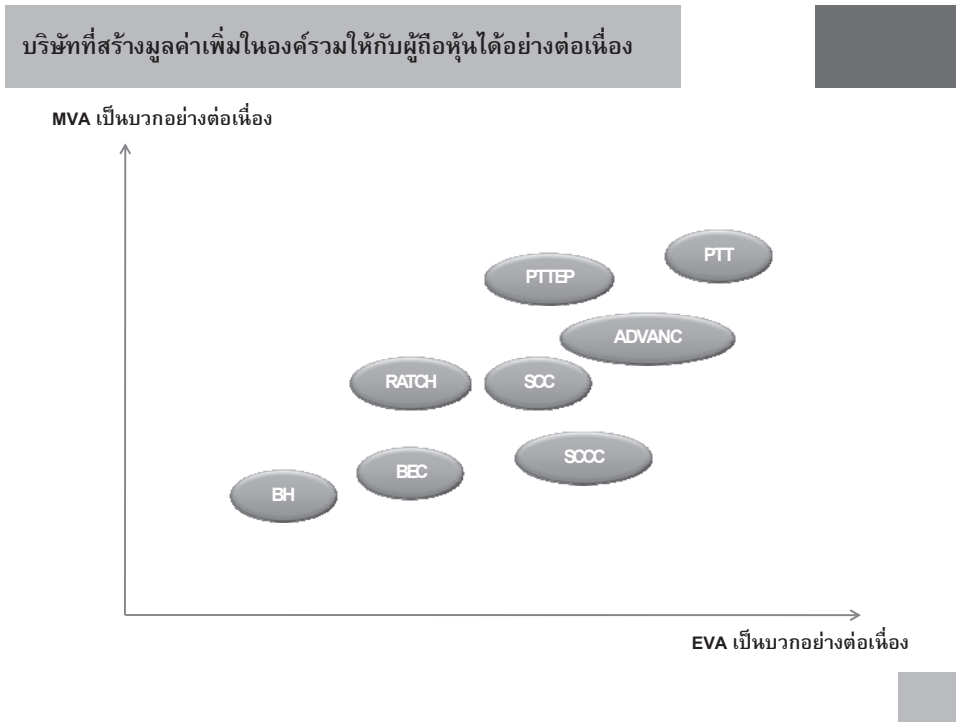 บริษัทที่สร้างมูลค่าเพิ่มในองค์รวมให้กับผู้ถือหุ้นได้อย่างต่อเนื่อง
MVA เป็นบวกอย่างต่อเนื่อง
PTT
PTTEP
ADVANC
RATCH
SCC
SCCC
BEC
BH
EVA เป็นบวกอย่างต่อเนื่อง